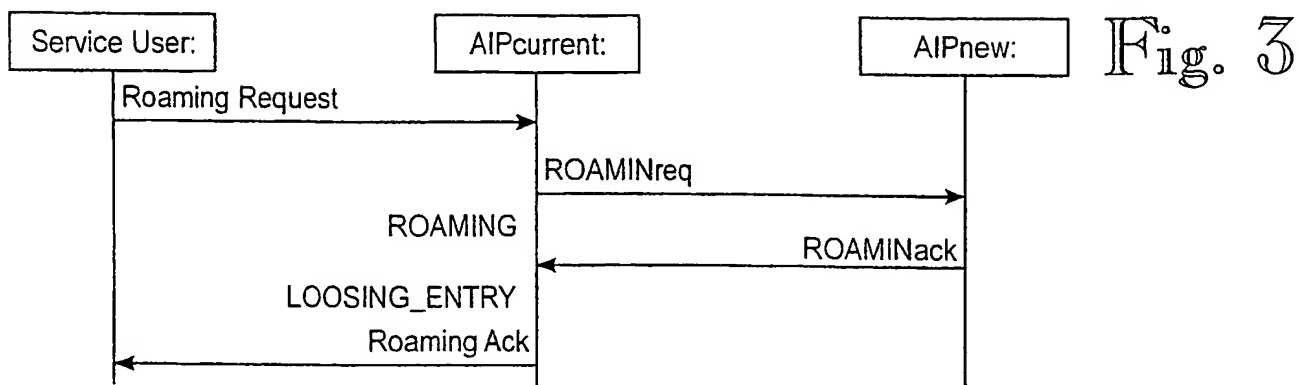 Service User:
AIPcurrent:
AIPnew:
Fig. 3
Roaming Request
ROAMINreq
ROAMING
ROAMINack
LOOSING_ENTRY
Roaming Ack